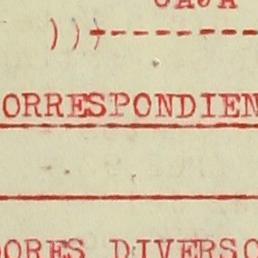 CAJA
)))-----------
ORRESPONDIEN
DORES DIVERSO